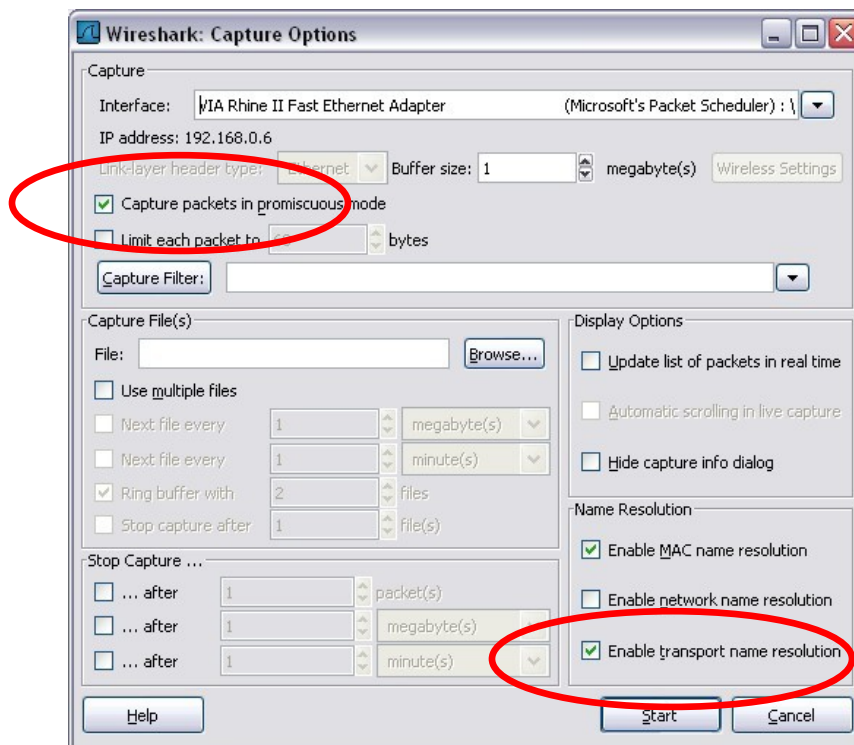 Wireshark: Capture Options
Capture
Interface: VIA Rhine II Fast Ethernet Adapter (Microsoft's Packet Scheduler) : \
IP address: 192.168.0.6
Link-layer header type: Ethernet Buffer size: 1 megabyte(s) Wireless Settings
Capture packets in promiscuous mode
Limit each packet to 68 bytes
Capture Filter:
Capture File(s)
File: Browse...
Use multiple files
Next file every 1 megabyte(s)
Next file every 1 minute(s)
Ring buffer with 2 files
Stop capture after 1 file(s)
Stop Capture ...
... after 1 packet(s)
... after 1 megabyte(s)
... after 1 minute(s)
Display Options
Update list of packets in real time
Automatic scrolling in live capture
Hide capture info dialog
Name Resolution
Enable MAC name resolution
Enable network name resolution
Enable transport name resolution
Help Start Cancel